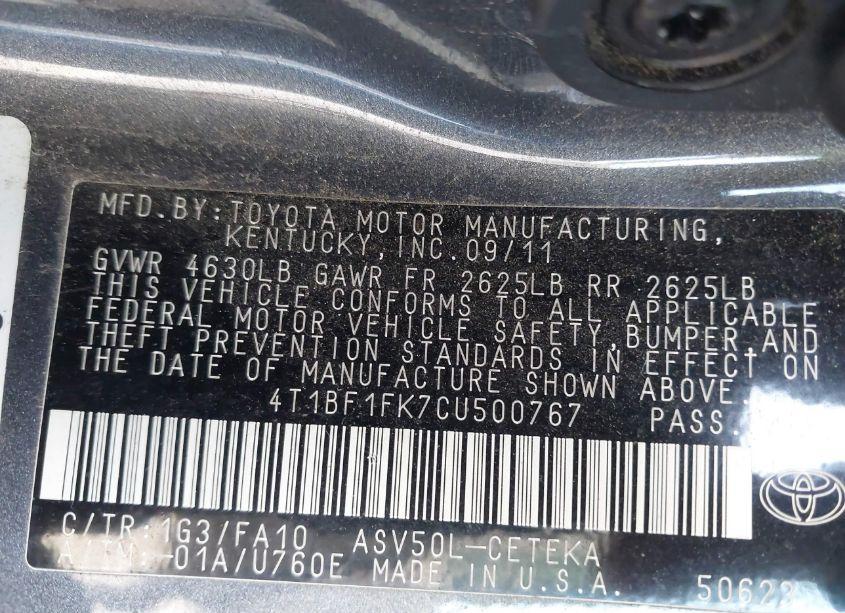 MFD.BY:TOYOTA MOTOR MANUFACTURING,
KENTUCKY,INC.09/11
GVWR 4630LB GAWR FR 2625LB RR 2625LB
THIS VEHICLE CONFORMS TO ALL APPLICABLE
FEDERAL MOTOR VEHICLE SAFETY,BUMPER,AND
THEFT PREVENTION STANDARDS IN EFFECT ON
THE DATE OF MANUFACTURE SHOWN ABOVE.
4T1BF1FK7CU500767 PASS.
C/TR:1G3/FA10 ASV50L-CETEKA
A/TM:-01A/U760E MADE IN U.S.A.